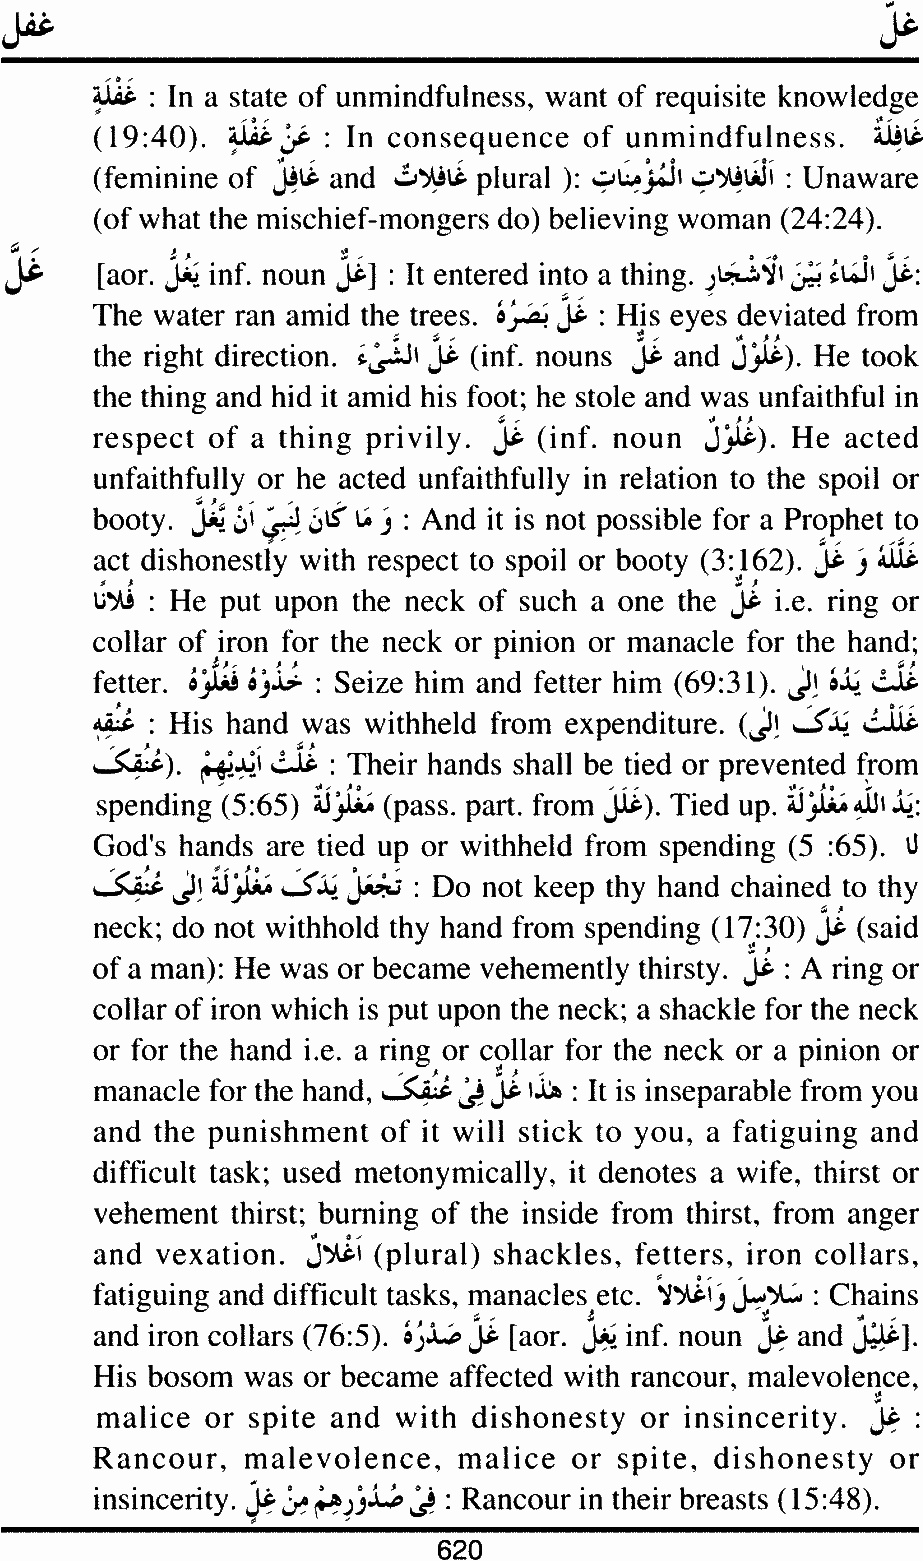 غفل غلّ
غَفْلَةٍ : In a state of unmindfulness, want of requisite knowledge
(19:40). عَنْ غَفْلَةٍ : In consequence of unmindfulness. غَافِلَةٌ
(feminine of غَافِلٌ and غَافِلاتٌ plural ): الْغَافِلاتِ الْمُؤْمِنَاتِ : Unaware
(of what the mischief-mongers do) believing woman (24:24).
غَلَّ [aor. يَغُلُّ inf. noun غَلٌّ] : It entered into a thing. غَلَّ الْمَاءُ بَيْنَ الْاَشْجَارِ:
The water ran amid the trees. غَلَّ بَصَرُهٗ : His eyes deviated from
the right direction. غَلَّ الشَّیْءَ (inf. nouns غَلٌّ and غُلُوْلٌ). He took
the thing and hid it amid his foot; he stole and was unfaithful in
respect of a thing privily. غَلَّ (inf. noun غُلُوْلٌ). He acted
unfaithfully or he acted unfaithfully in relation to the spoil or
booty. وَ مَا كَانَ لِنَبِیٍّ اَنْ يَّغُلَّ : And it is not possible for a Prophet to
act dishonestly with respect to spoil or booty (3:162). غَلَّلَهٗ وَ غَلَّ
فُلانًا : He put upon the neck of such a one the غُلٌّ i.e. ring or
collar of iron for the neck or pinion or manacle for the hand;
fetter. خُذُوْهُ فَغُلُّوْهُ : Seize him and fetter him (69:31). غُلَّتْ يَدُهٗ اِلٰی
عُنُقِهٖ : His hand was withheld from expenditure. (غَلَلْتُ يَدَکَ اِلٰی
عُنُقِکَ). غُلَّتْ اَيْدِيْهِمْ : Their hands shall be tied or prevented from
spending (5:65) مَغْلُوْلَةٌ (pass. part. from غَلَلَ). Tied up. يَدُ اللّٰهِ مَغْلُوْلَةٌ:
God's hands are tied up or withheld from spending (5 :65). لَا
تَجْعَلْ يَدَکَ مَغْلُوْلَةً اِلٰی عُنُقِکَ : Do not keep thy hand chained to thy
neck; do not withhold thy hand from spending (17:30) غُلَّ (said
of a man): He was or became vehemently thirsty. غُلٌّ : A ring or
collar of iron which is put upon the neck; a shackle for the neck
or for the hand i.e. a ring or collar for the neck or a pinion or
manacle for the hand, هٰذَا غُلٌّ فِیْ عُنُقِکَ : It is inseparable from you
and the punishment of it will stick to you, a fatiguing and
difficult task; used metonymically, it denotes a wife, thirst or
vehement thirst; burning of the inside from thirst, from anger
and vexation. اَغْلالٌ (plural) shackles, fetters, iron collars,
fatiguing and difficult tasks, manacles etc. سَلاسِلَ وَاَغْلالاً : Chains
and iron collars (76:5). غَلَّ صَدْرُهٗ [aor. يَغِلُّ inf. noun غِلٌّ and غَلِيْلٌ].
His bosom was or became affected with rancour, malevolence,
malice or spite and with dishonesty or insincerity. غِلٌّ :
Rancour, malevolence, malice or spite, dishonesty or
insincerity. فِیْ صُدُوْرِهِمْ مِنْ غِلٍّ : Rancour in their breasts (15:48).
620